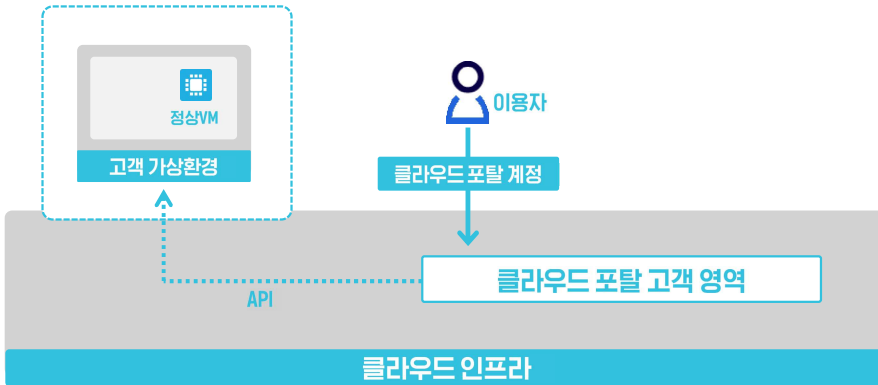 정상VM
고객 가상환경
이용자
클라우드 포탈 계정
클라우드 포탈 고객 영역
API
클라우드 인프라